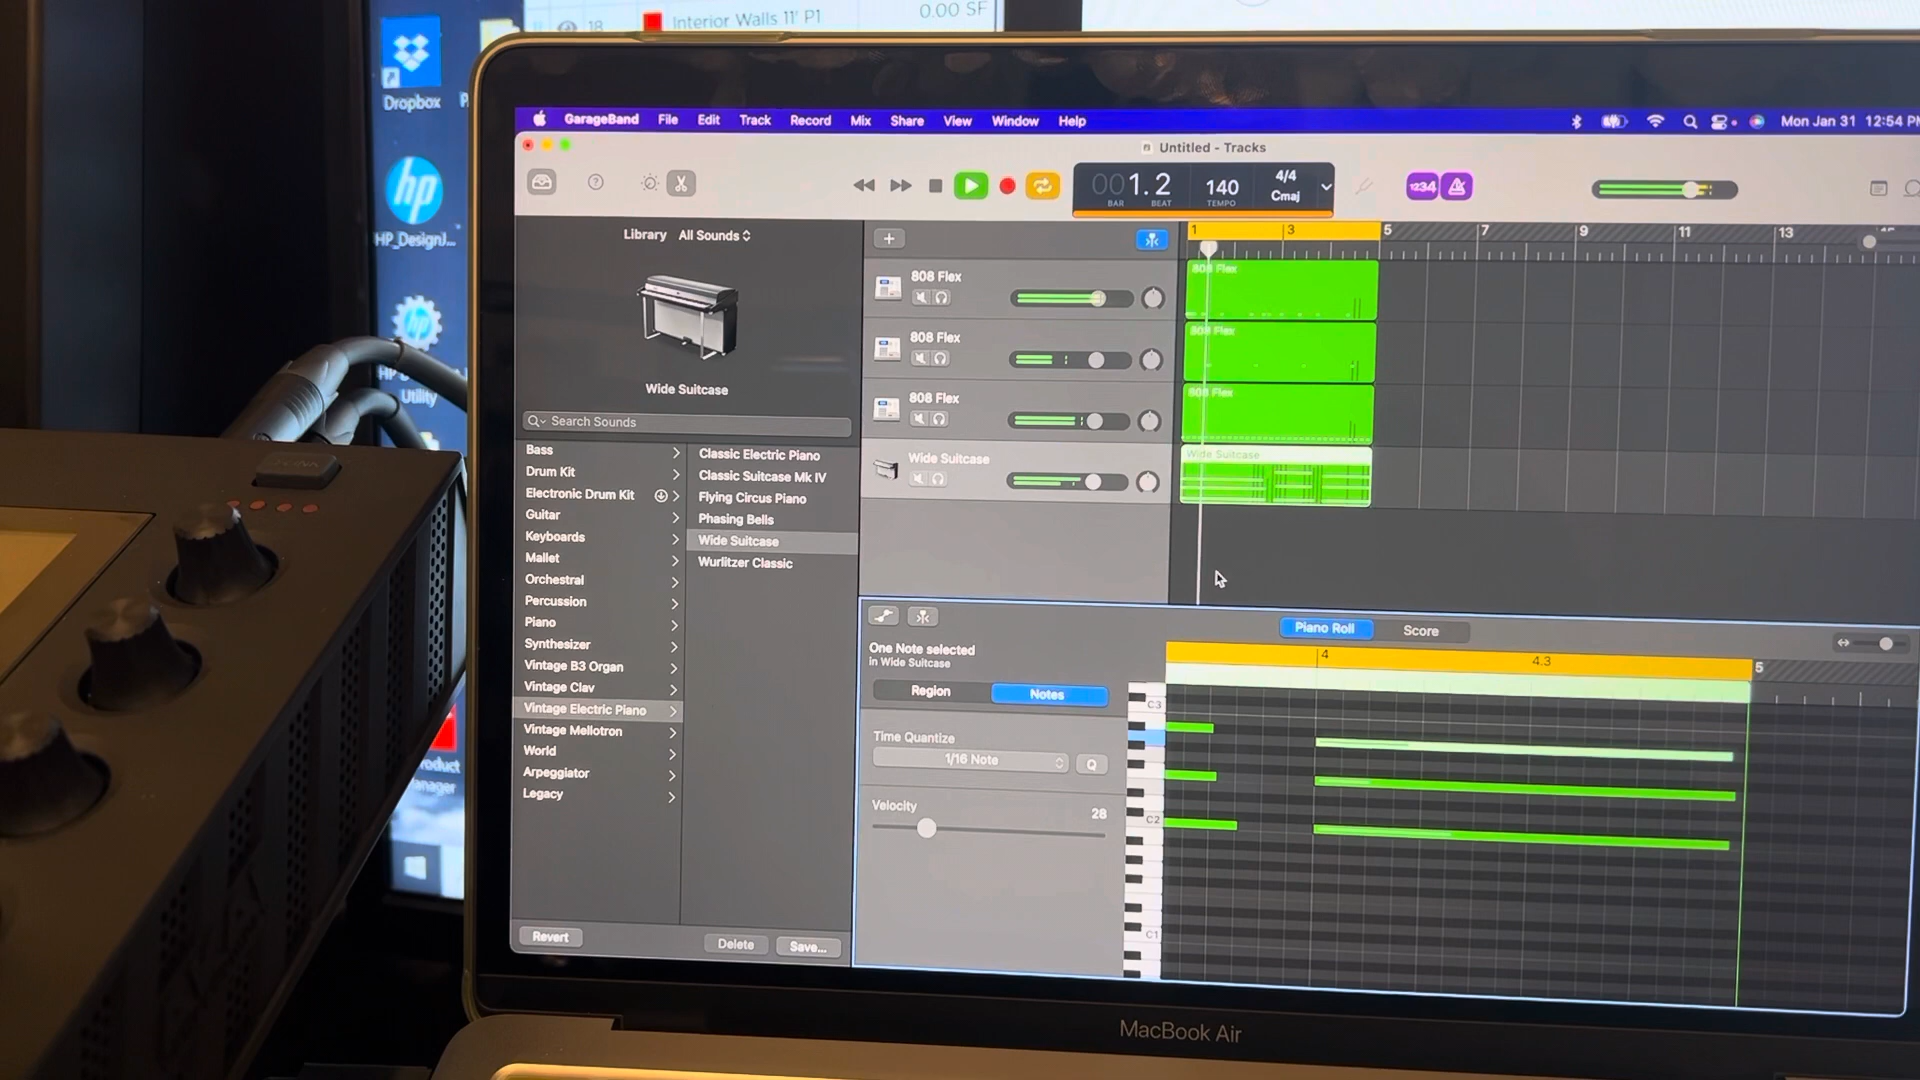 18 Interior Walls 11' P1 0.00 SF
Dropbox
hp
HP_DesignJ...
hp
Utility
GarageBand File Edit Track Record Mix Share View Window Help
Mon Jan 31 12:54 PM
Untitled - Tracks
001.2
BAR BEAT
140
TEMPO
4/4
Cmaj
1234
Library All Sounds
1 3 5 7 9 11 13
Wide Suitcase
Search Sounds
Bass
Drum Kit
Electronic Drum Kit
Guitar
Keyboards
Mallet
Orchestral
Percussion
Piano
Synthesizer
Vintage B3 Organ
Vintage Clav
Vintage Electric Piano
Vintage Mellotron
World
Arpeggiator
Legacy
Classic Electric Piano
Classic Suitcase Mk IV
Flying Circus Piano
Phasing Bells
Wide Suitcase
Wurlitzer Classic
Revert
Delete
Save...
808 Flex
808 Flex
808 Flex
Wide Suitcase
808 Flex
808 Flex
808 Flex
Wide Suitcase
Piano Roll Score
One Note selected
in Wide Suitcase
Region Notes
Time Quantize
1/16 Note Q
Velocity
28
4 4.3 5
C3
C2
C1
MacBook Air